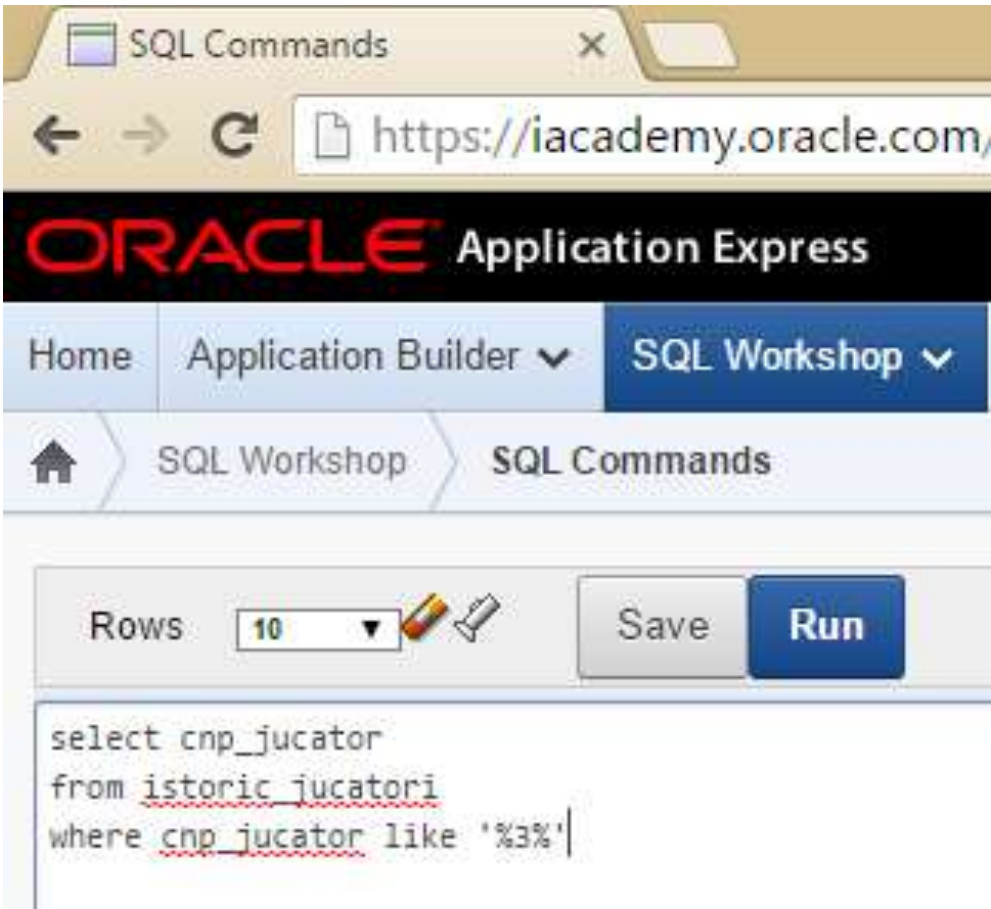 SQL Commands
https://iacademy.oracle.com/
ORACLE Application Express
Home Application Builder SQL Workshop
SQL Workshop SQL Commands
Rows 10 Save Run
select cnp_jucator
from istoric_jucatori
where cnp_jucator like '%3%'